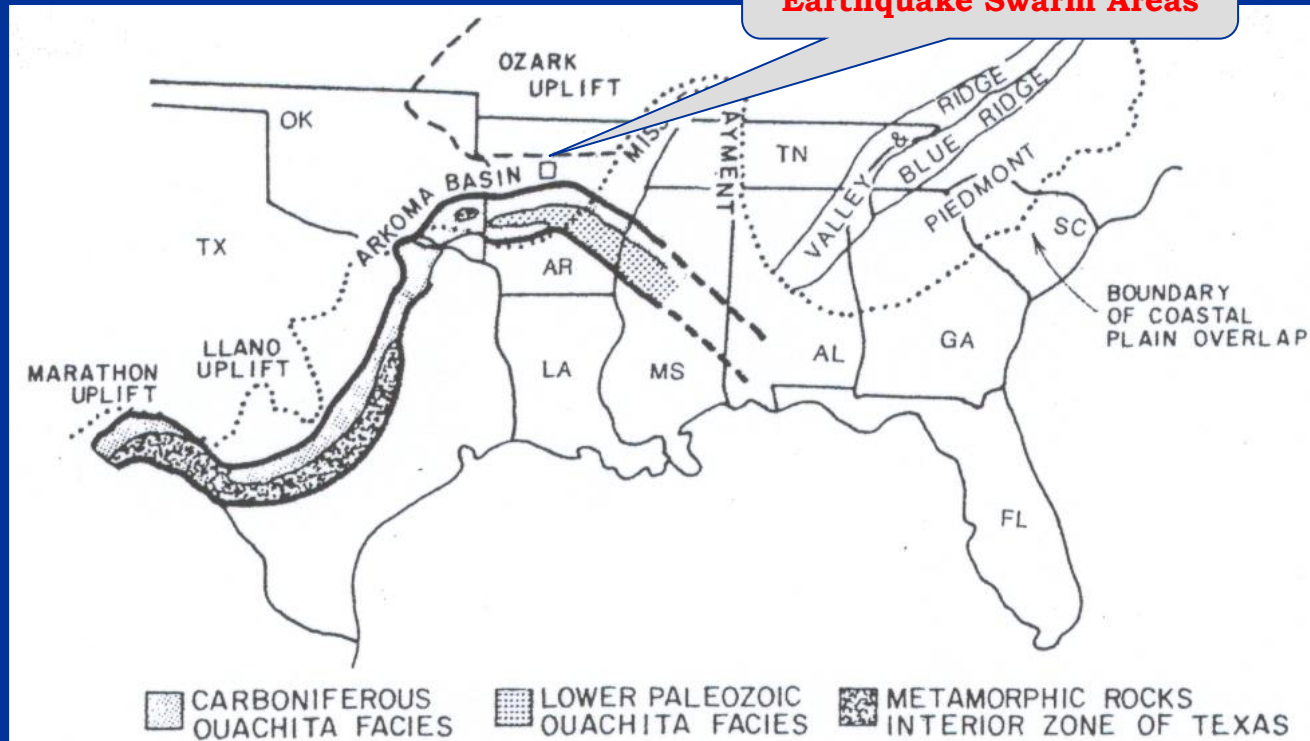 Earthquake Swarm Areas
OZARK
UPLIFT
OK
MISS
AYMENT
TN
VALLEY & RIDGE
BLUE RIDGE
PIEDMONT
SC
ARKOMA BASIN
TX
AR
BOUNDARY
OF COASTAL
PLAIN OVERLAP
LLANO
UPLIFT
MARATHON
UPLIFT
LA
MS
AL
GA
FL
CARBONIFEROUS
OUACHITA FACIES
LOWER PALEOZOIC
OUACHITA FACIES
METAMORPHIC ROCKS
INTERIOR ZONE OF TEXAS